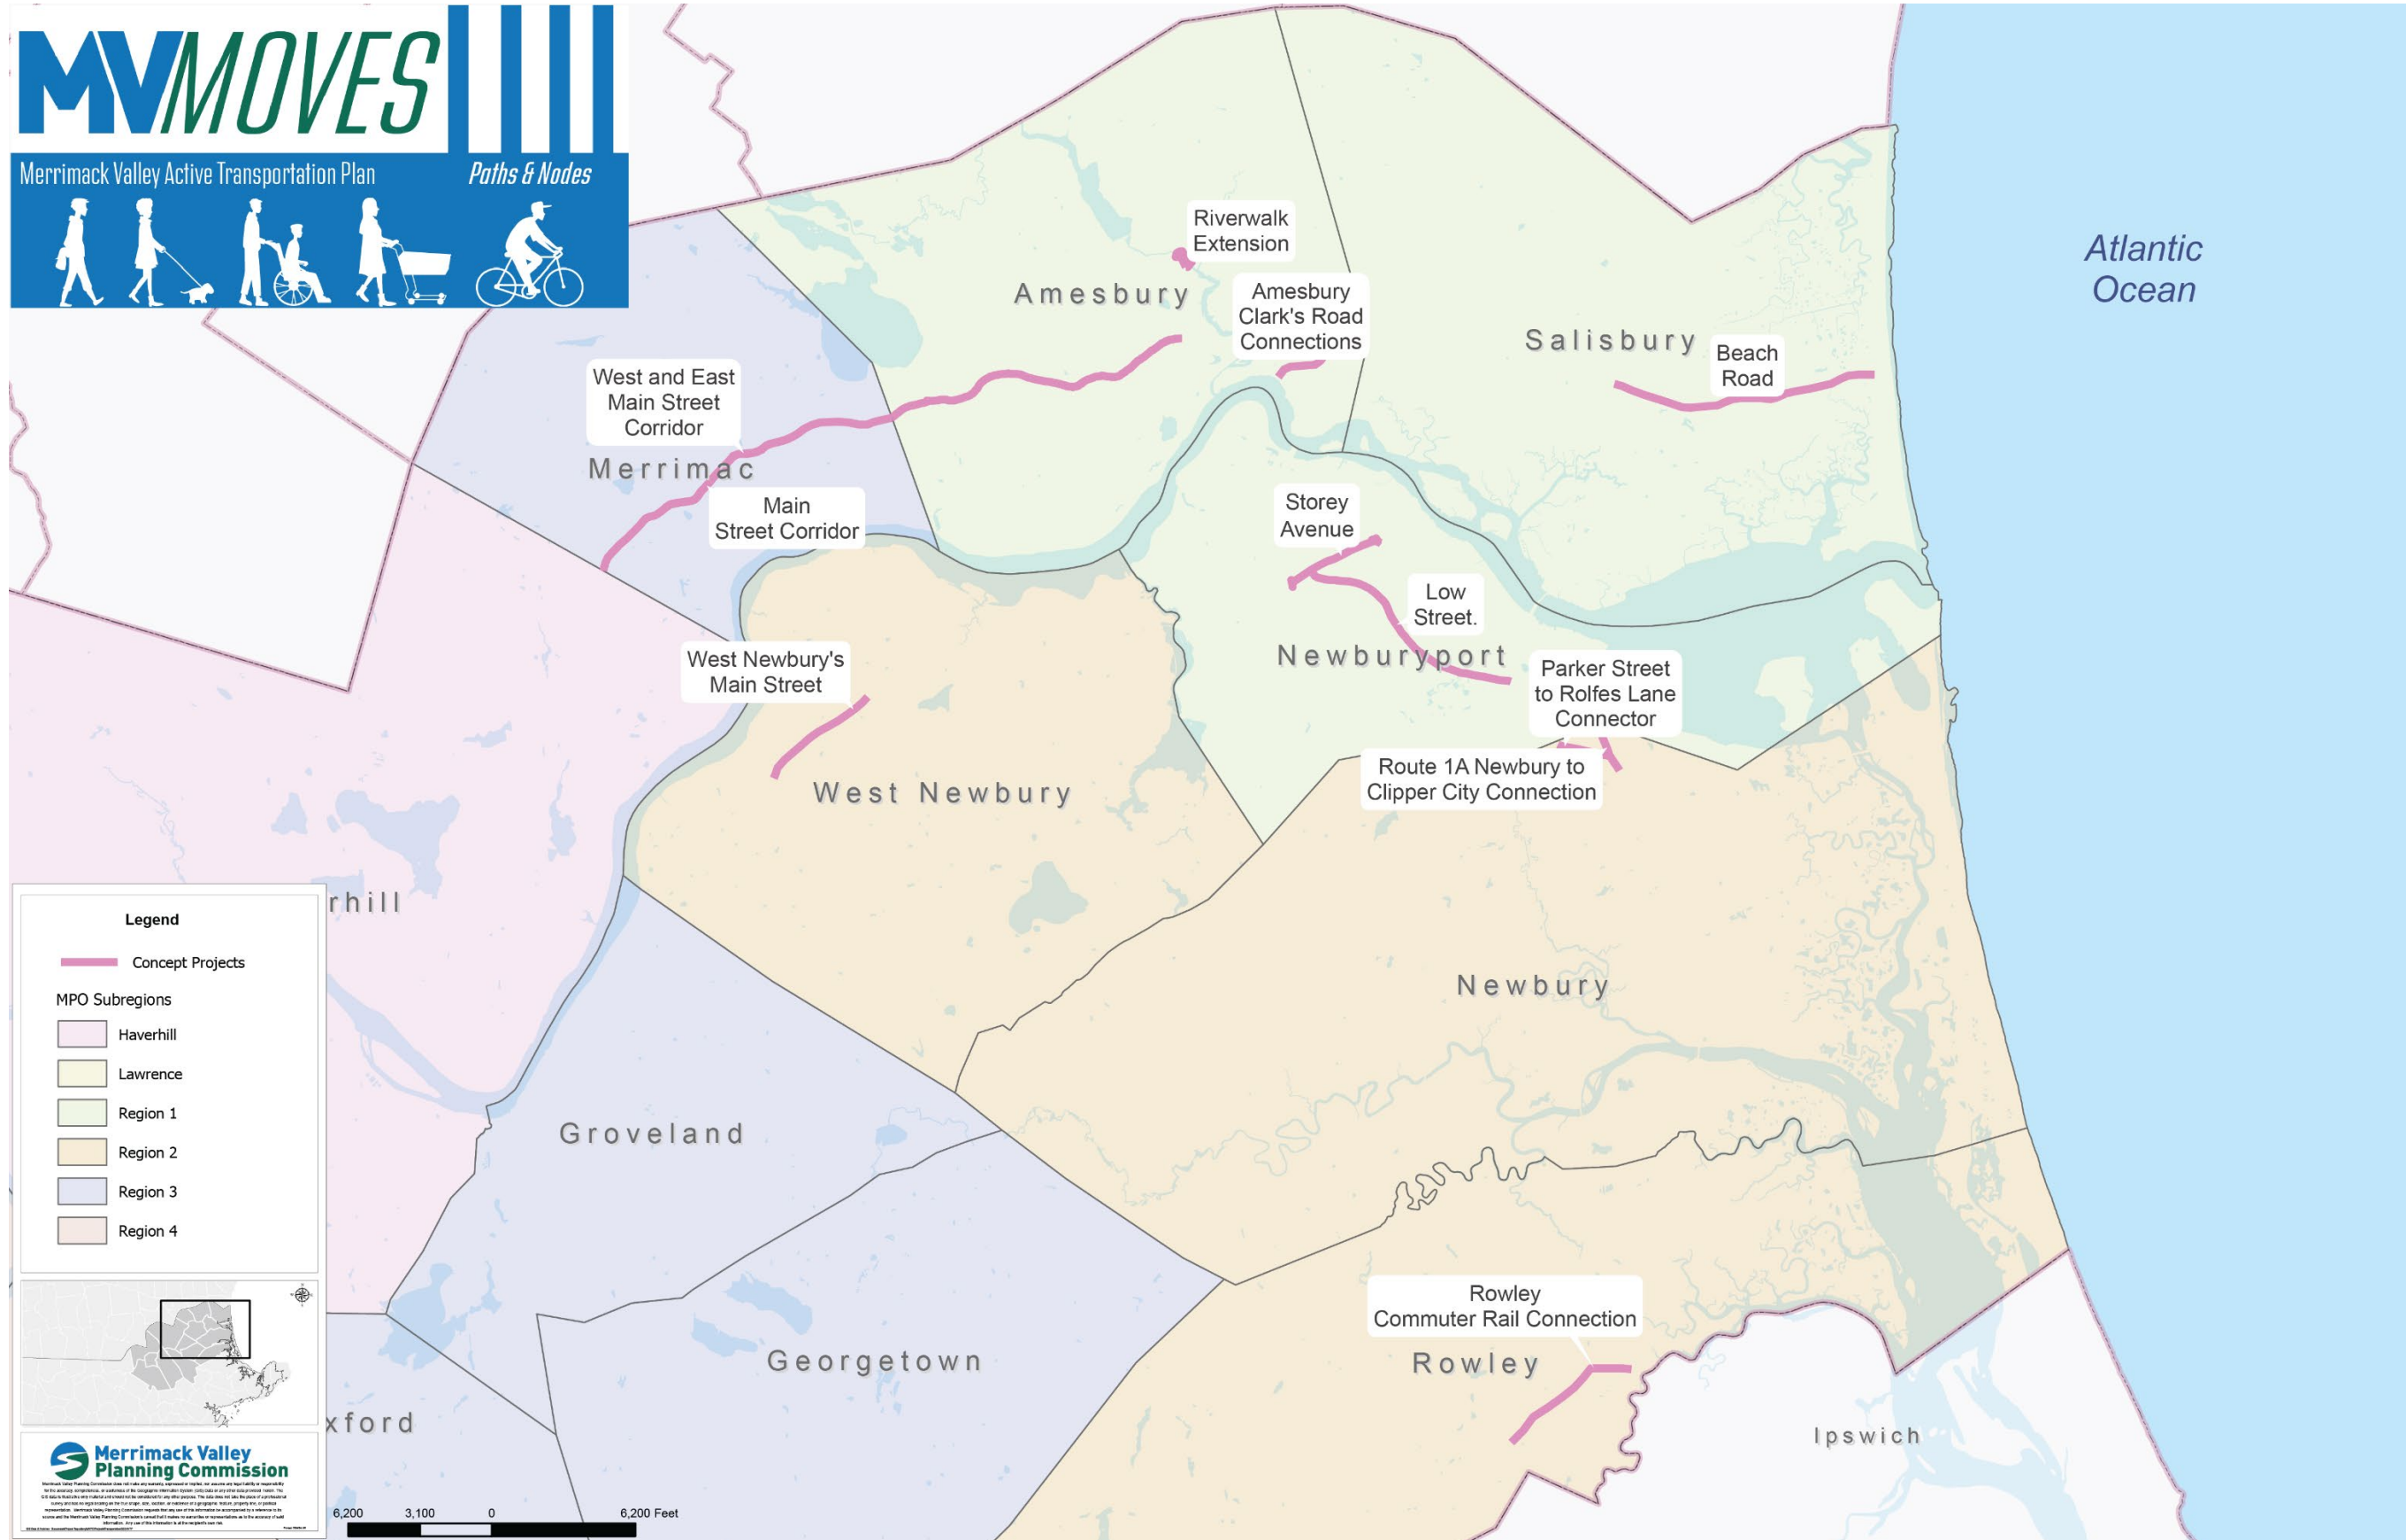 MVMOVES
Merrimack Valley Active Transportation Plan
Paths & Nodes
Atlantic
Ocean
Riverwalk
Extension
Amesbury
Amesbury
Clark's Road
Connections
Salisbury
Beach
Road
West and East
Main Street
Corridor
Merrimac
Main
Street Corridor
Storey
Avenue
Low
Street.
Newburyport
West Newbury's
Main Street
Parker Street
to Rolfes Lane
Connector
Route 1A Newbury to
Clipper City Connection
West Newbury
rhill
Newbury
Groveland
Georgetown
Rowley
Commuter Rail Connection
Rowley
Ipswich
xford
Legend
Concept Projects
MPO Subregions
Haverhill
Lawrence
Region 1
Region 2
Region 3
Region 4
Merrimack Valley
Planning Commission
6,200 3,100 0 6,200 Feet